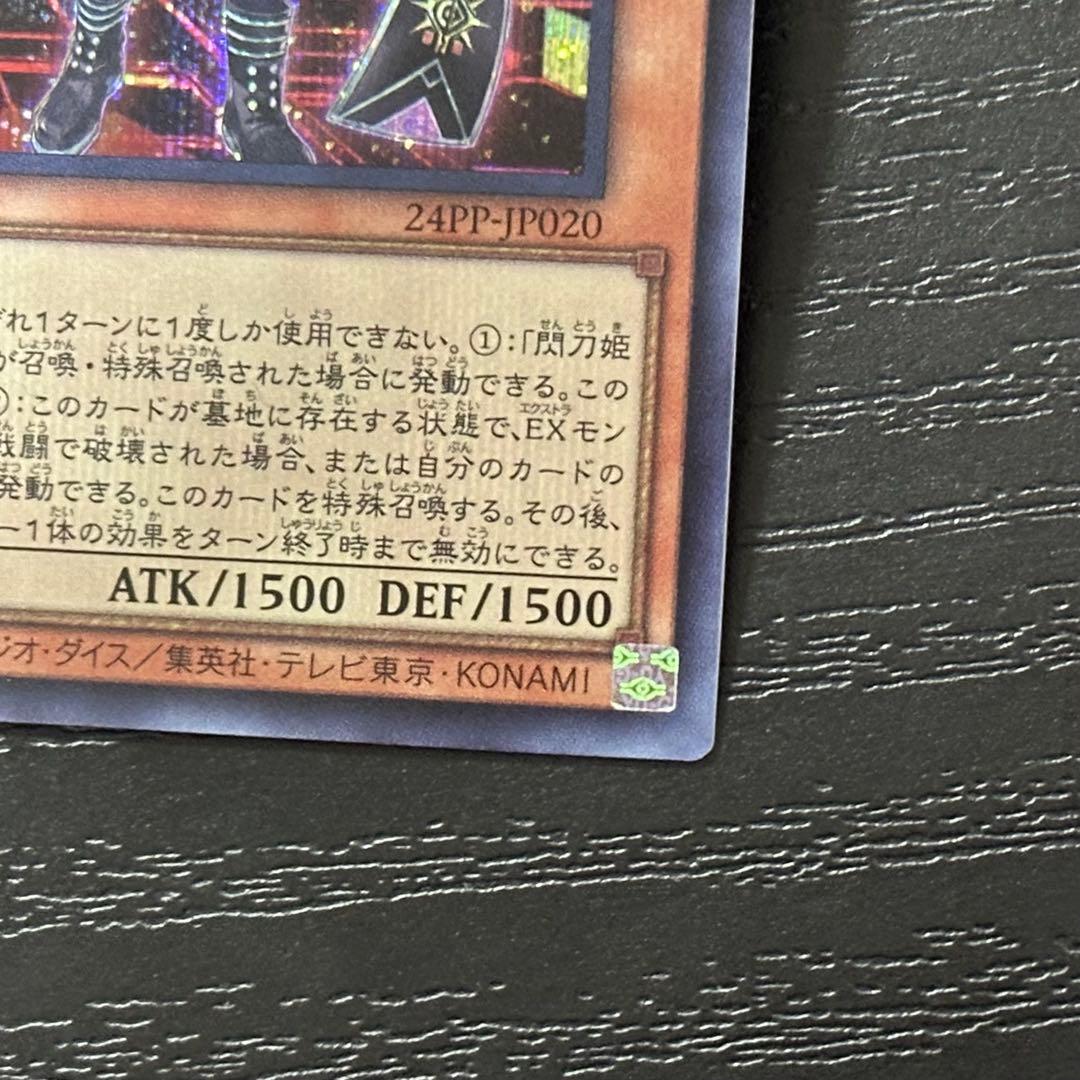 24PP-JP020
れ1ターンに1度しか使用できない。①:「閃刀姫
が召喚・特殊召喚された場合に発動できる。この
:このカードが墓地に存在する状態で、EXモン
戦闘で破壊された場合、または自分のカードの
発動できる。このカードを特殊召喚する。その後、
ー1体の効果をターン終了時まで無効にできる。
ATK/1500 DEF/1500
ジオ・ダイス/集英社・テレビ東京・KONAMI